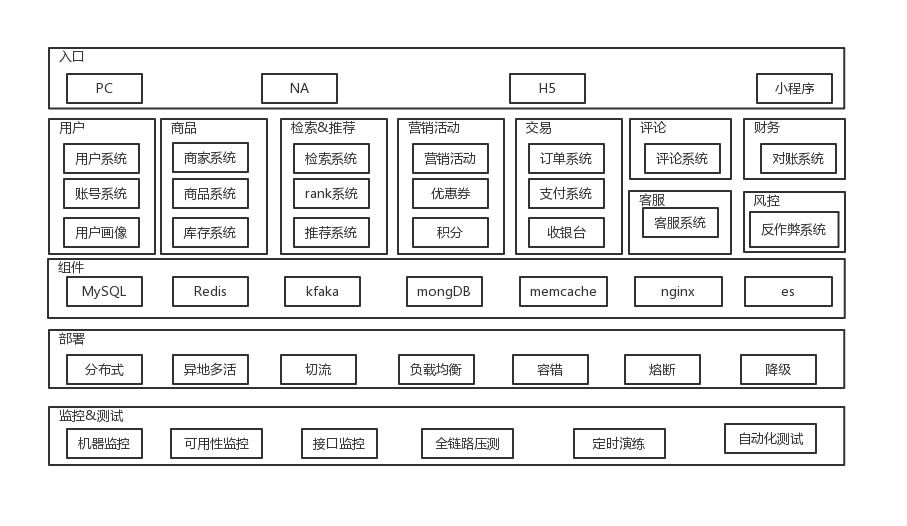 入口
PC
NA
H5
小程序
用户
用户系统
账号系统
用户画像
商品
商家系统
商品系统
库存系统
检索&推荐
检索系统
rank系统
推荐系统
营销活动
营销活动
优惠券
积分
交易
订单系统
支付系统
收银台
评论
评论系统
客服
客服系统
财务
对账系统
风控
反作弊系统
组件
MySQL
Redis
kfaka
mongDB
memcache
nginx
es
部署
分布式
异地多活
切流
负载均衡
容错
熔断
降级
监控&测试
机器监控
可用性监控
接口监控
全链路压测
定时演练
自动化测试